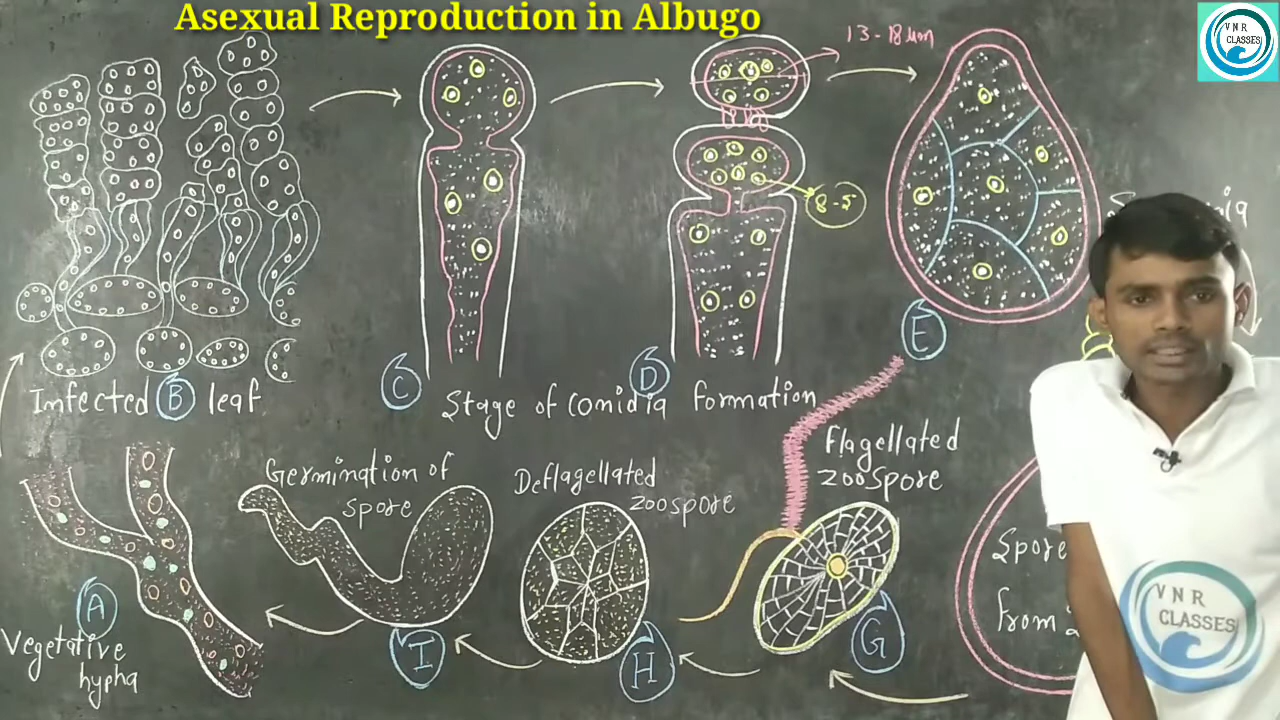 Asexual Reproduction in Albugo
VNR
CLASSES
13-18 μm
8-5
E
C
D
Infected B leaf
Stage of Conidia formation
Germination of
spore
Deflagellated
zoospore
Flagellated
zoospore
A
Vegetative
hypha
I
H
G
Spore
from
VNR
CLASSES